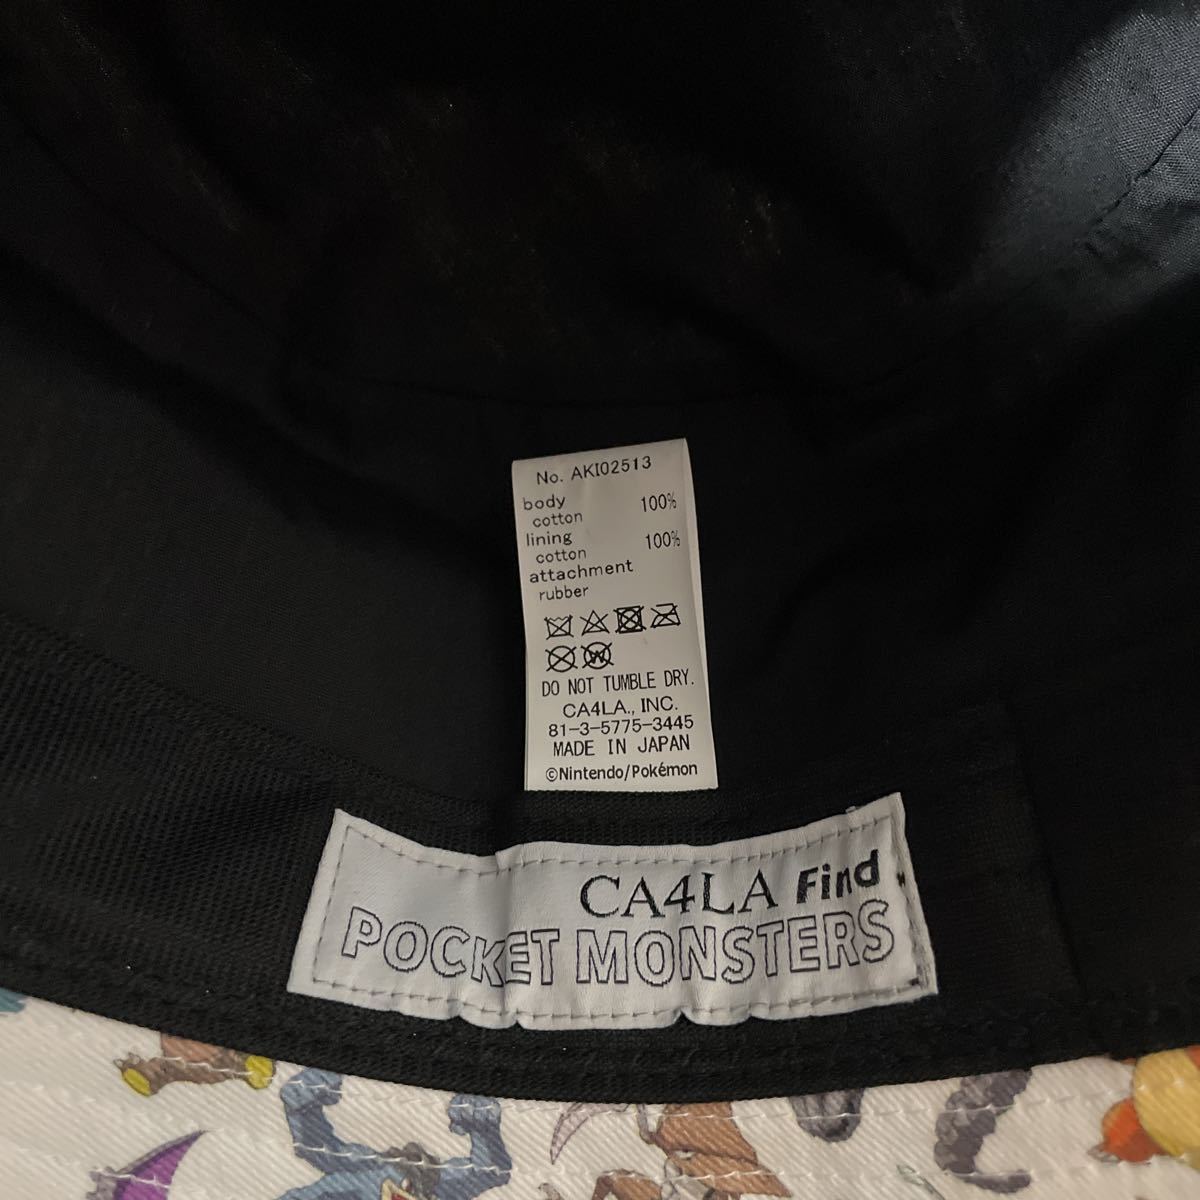 No. AKI02513
body
cotton 100%
lining
cotton 100%
attachment
rubber
W
DO NOT TUMBLE DRY.
CA4LA., INC.
81-3-5775-3445
MADE IN JAPAN
©Nintendo/Pokémon
CA4LA Find
POCKET MONSTERS